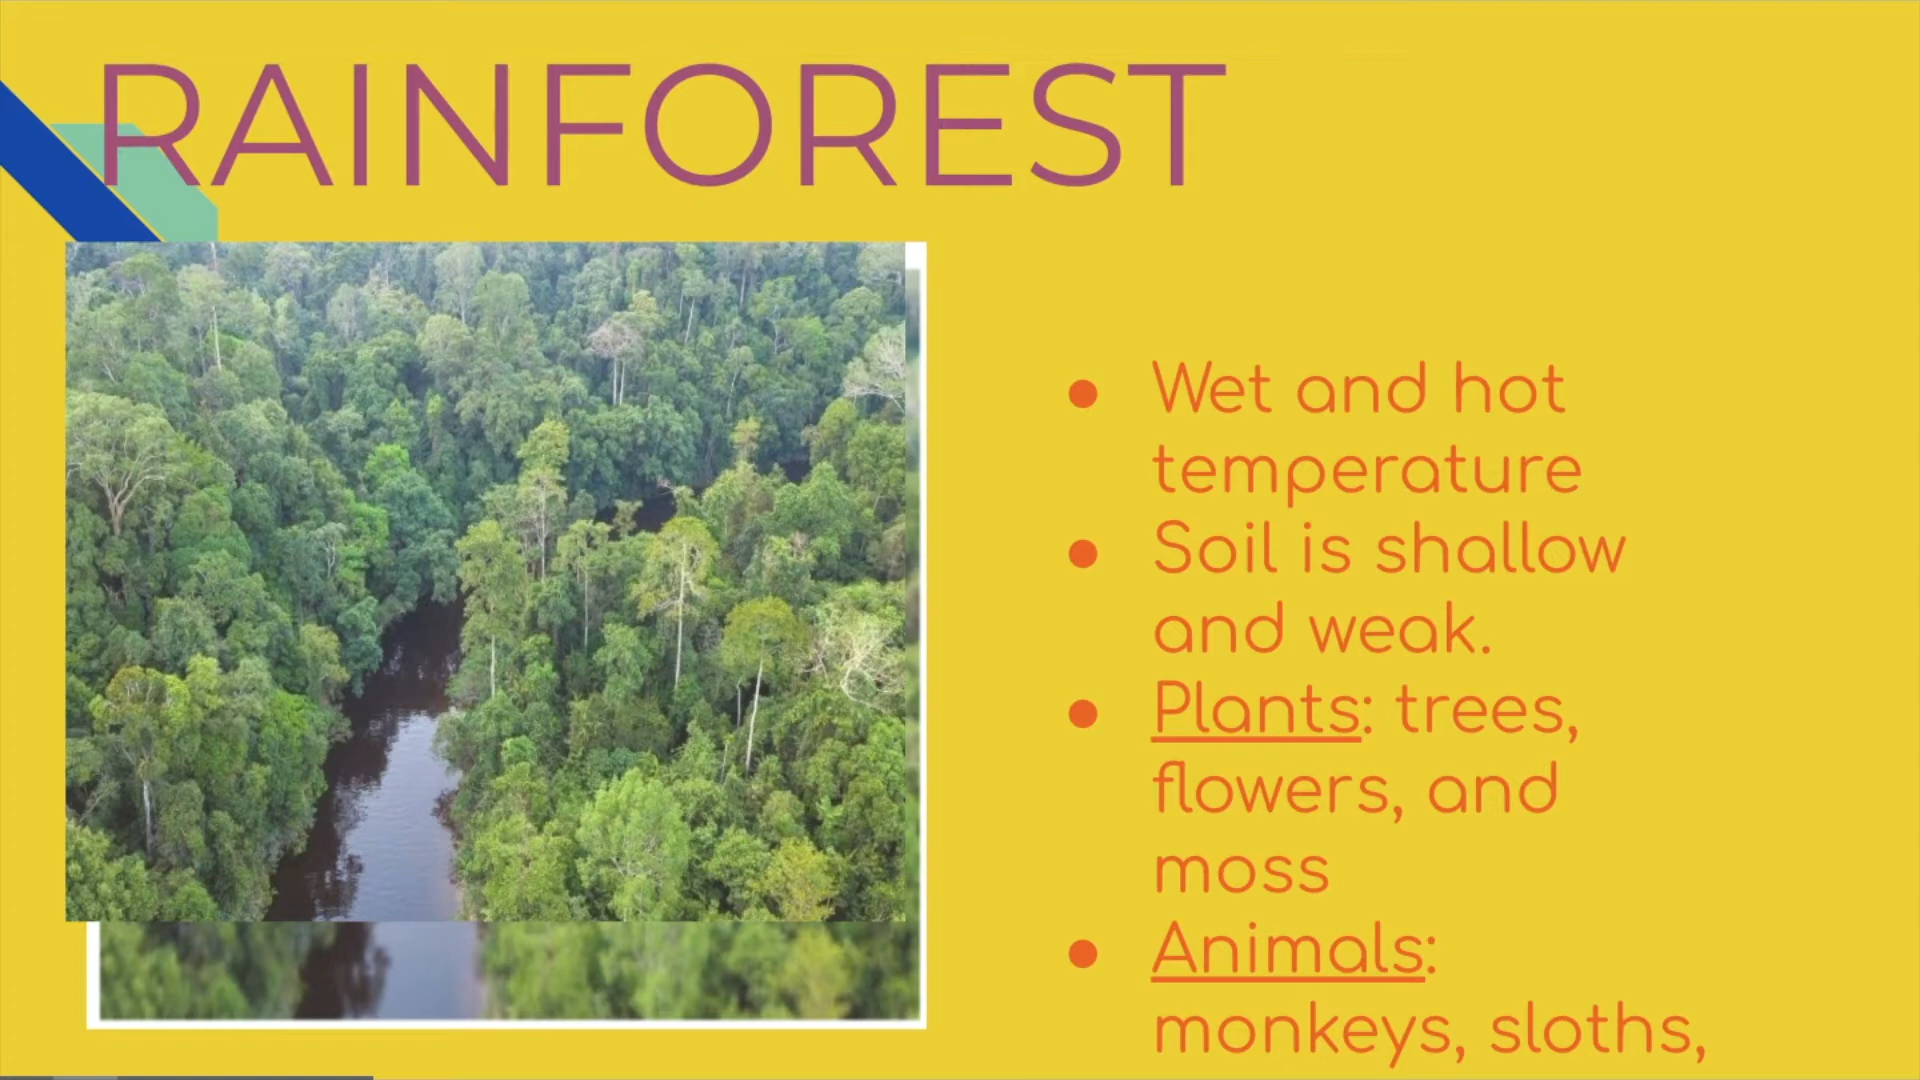 RAINFOREST
● Wet and hot
temperature
● Soil is shallow
and weak.
● Plants: trees,
flowers, and
moss
● Animals:
monkeys, sloths,